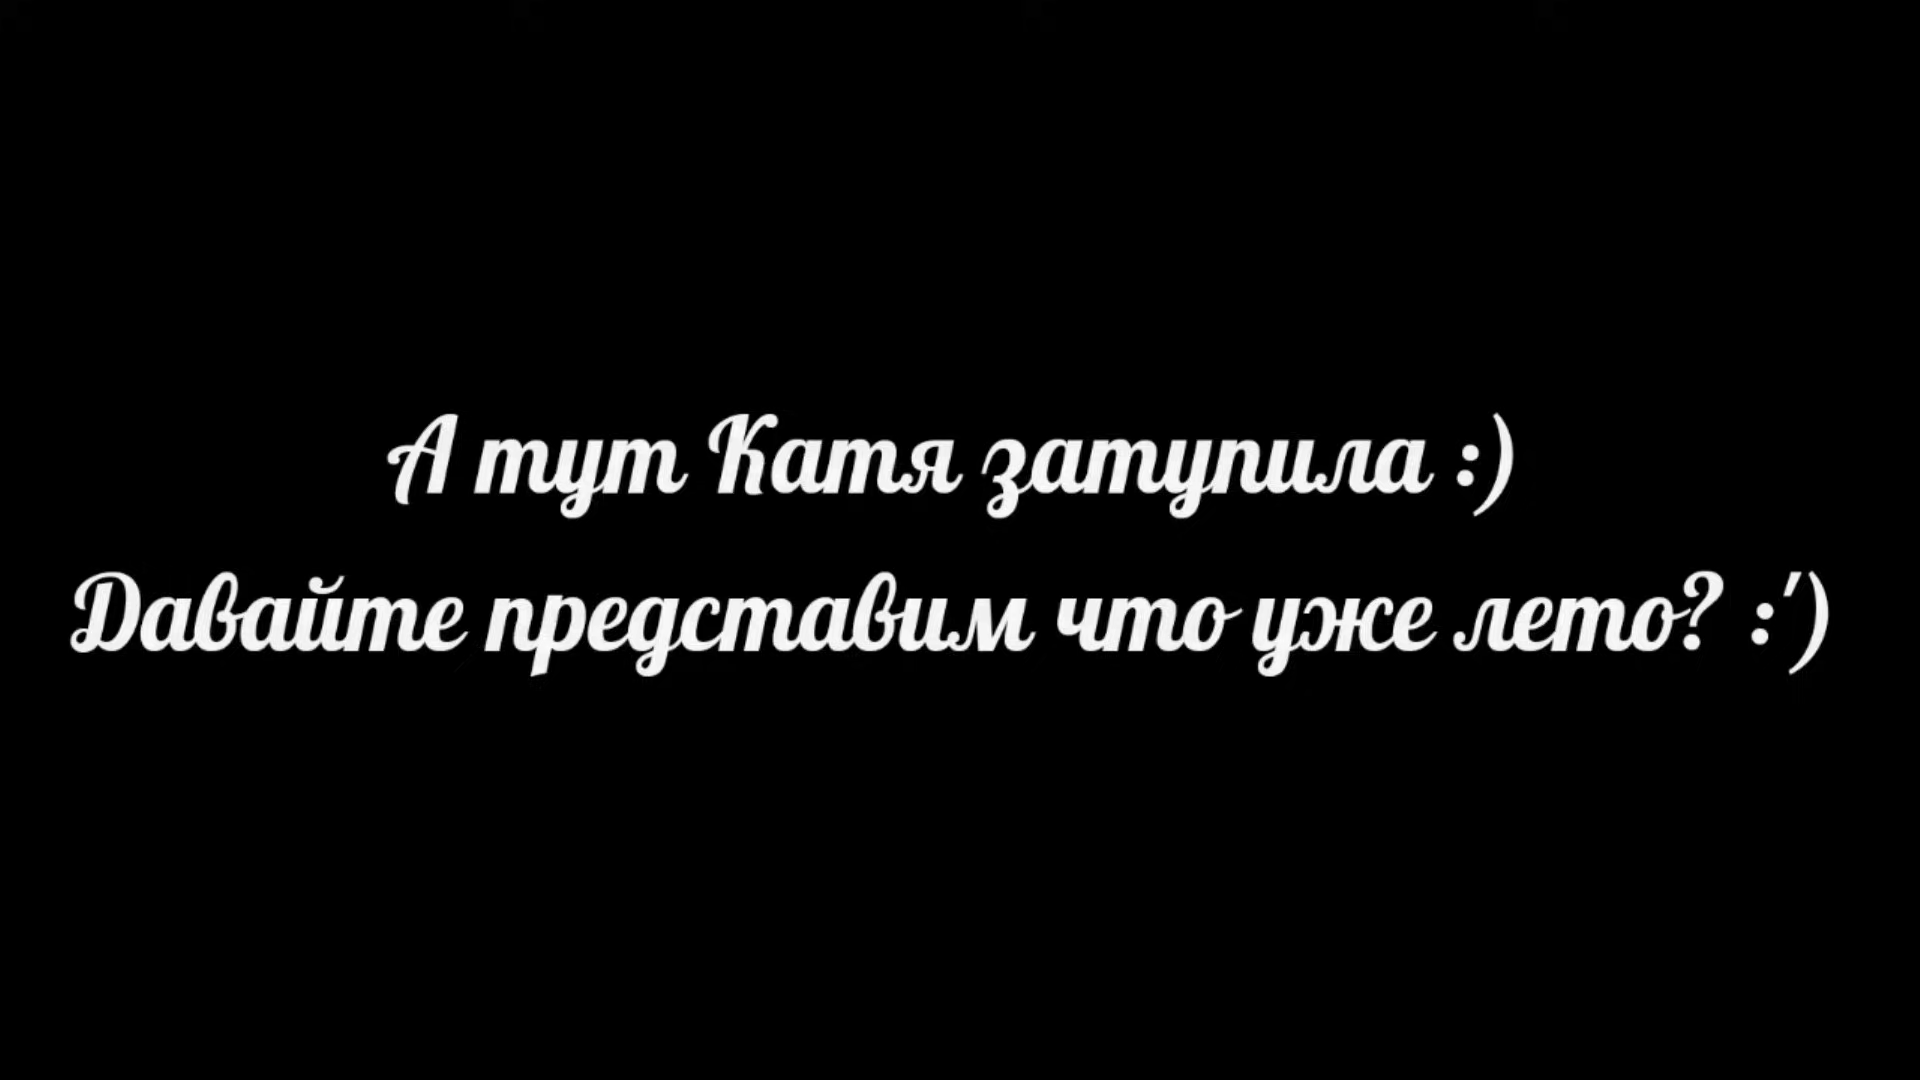 А тут Катя затупила :)
Давайте представим что уже лето? :')